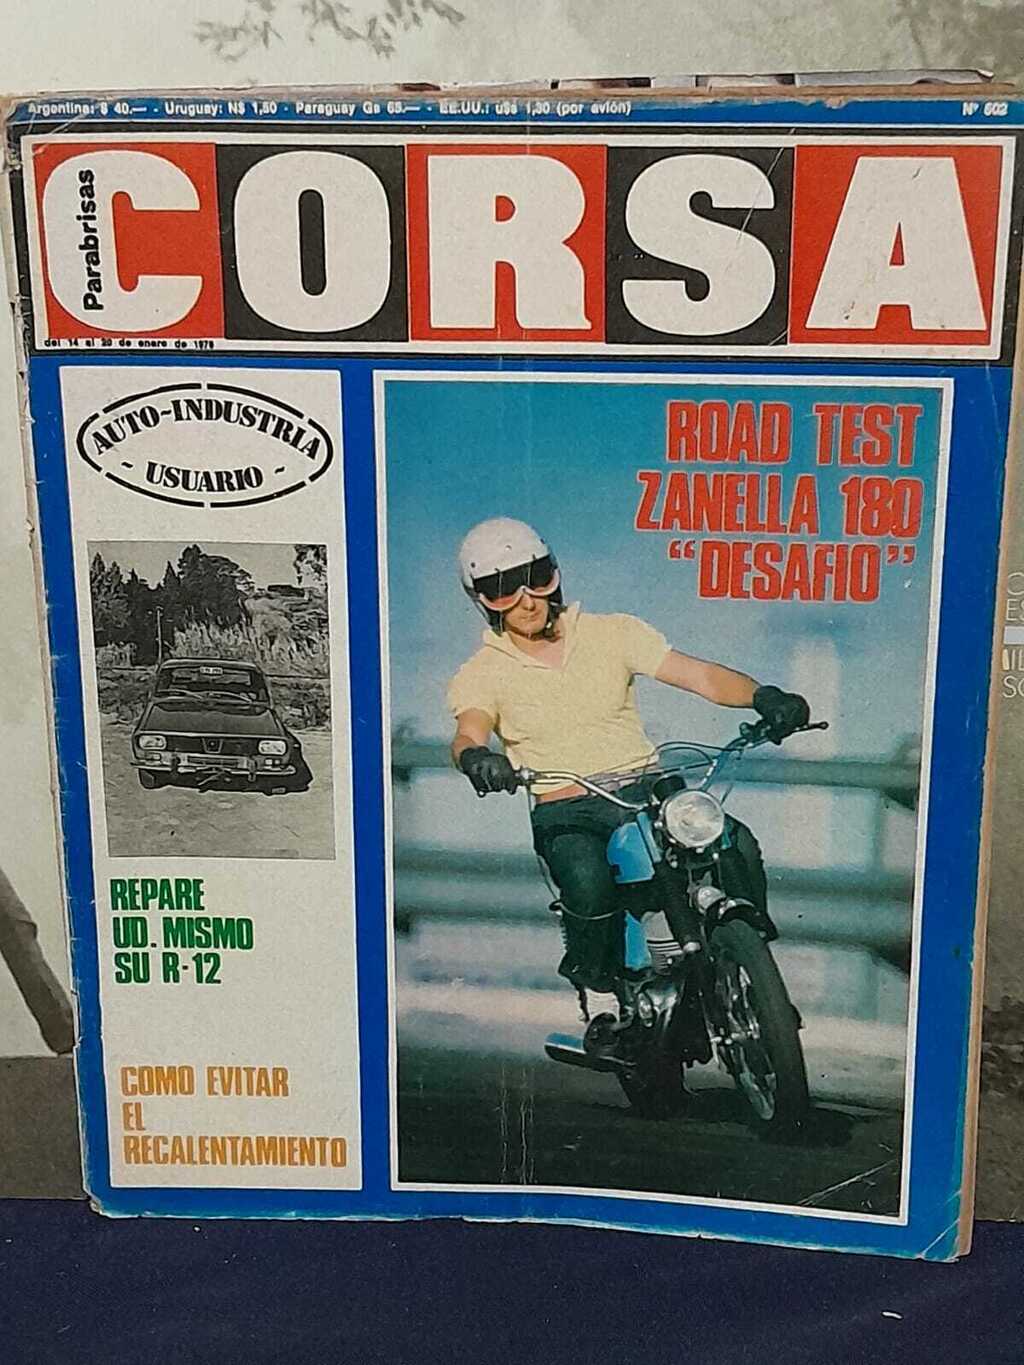 Argentina: $ 40.— - Uruguay: N$ 1,50 - Paraguay Gs 65.— - EE.UU.: u$s 1,30 (por avión) N° 602
Parabrisas
CORSA
del 14 al 20 de enero de
AUTO-INDUSTRIA
- USUARIO -
ROAD TEST
ZANELLA 180
“DESAFIO”
REPARE
UD. MISMO
SU R-12
COMO EVITAR
EL
RECALENTAMIENTO